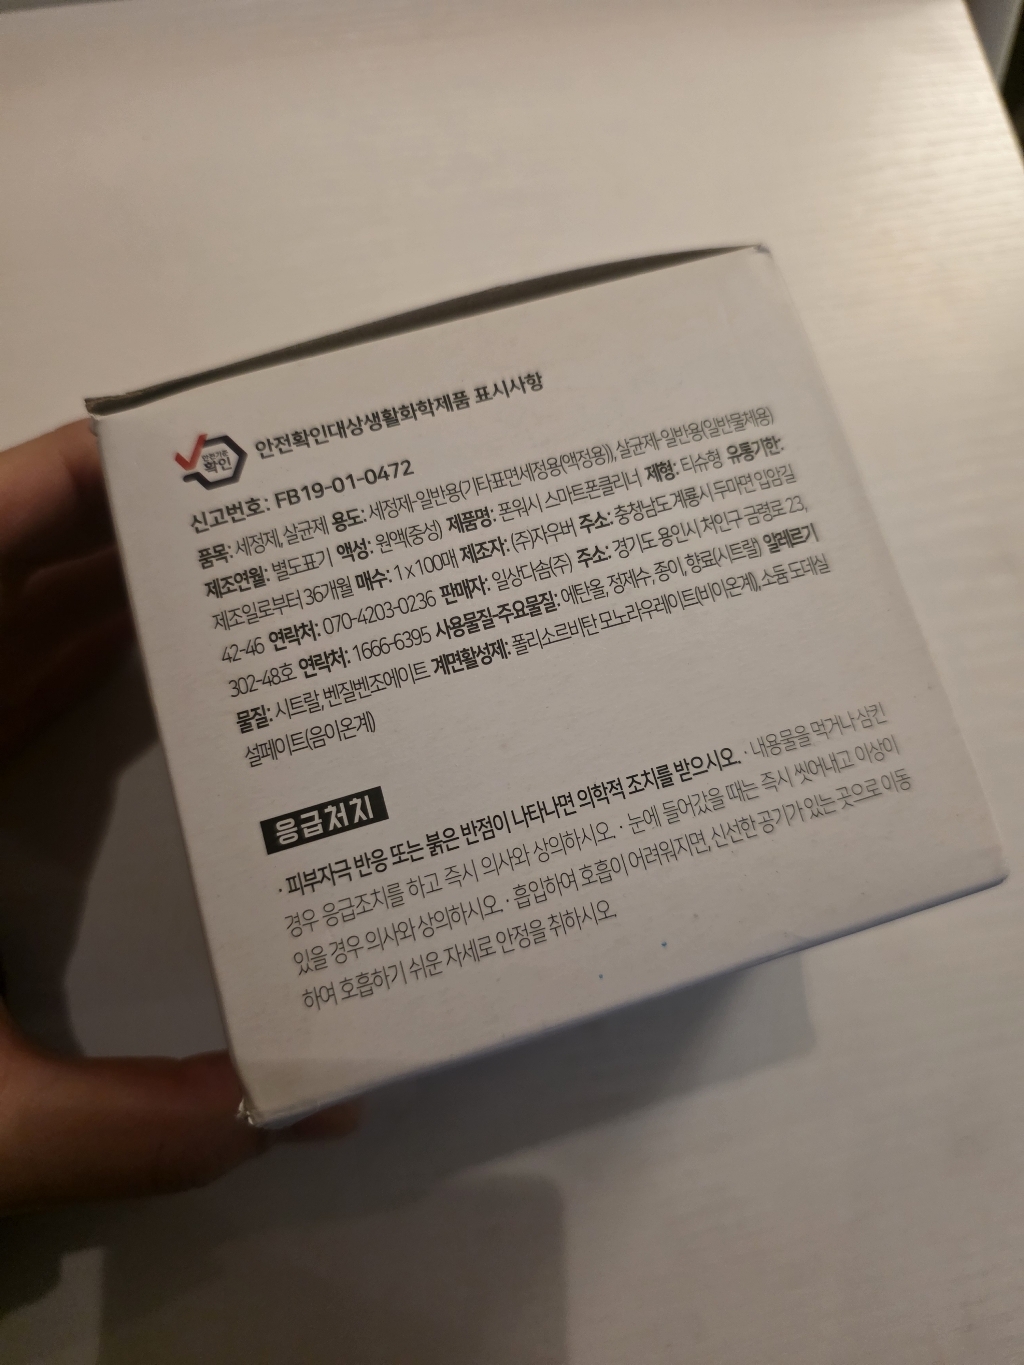 안전기준
확인
안전확인대상생활화학제품 표시사항
신고번호: FB19-01-0472
품목: 세정제, 살균제 용도: 세정제-일반용(기타표면세정용(액정용)), 살균제-일반용(일반물체용)
제조연월: 별도표기 액성: 원액(중성) 제품명: 폰워시 스마트폰클리너 제형: 티슈형 유통기한:
제조일로부터 36개월 매수: 1 x 100매 제조자: (주)자우버 주소: 충청남도 계룡시 두마면 입암길
42-46 연락처: 070-4203-0236 판매자: 일상다솜(주) 주소: 경기도 용인시 처인구 금령로 23,
302-48호 연락처: 1666-6395 사용물질-주요물질: 에탄올, 정제수, 종이, 향료(시트랄) 알레르기
물질: 시트랄, 벤질벤조에이트 계면활성제: 폴리소르비탄 모노라우레이트(비이온계), 소듐 도데실
설페이트(음이온계)
응급처치
· 피부자극 반응 또는 붉은 반점이 나타나면 의학적 조치를 받으시오. · 내용물을 먹거나 삼킨
경우 응급조치를 하고 즉시 의사와 상의하시오 · 눈에 들어갔을 때는 즉시 씻어내고 이상이
있을 경우 의사와 상의하시오 · 흡입하여 호흡이 어려워지면, 신선한 공기가 있는 곳으로 이동
하여 호흡하기 쉬운 자세로 안정을 취하시오.